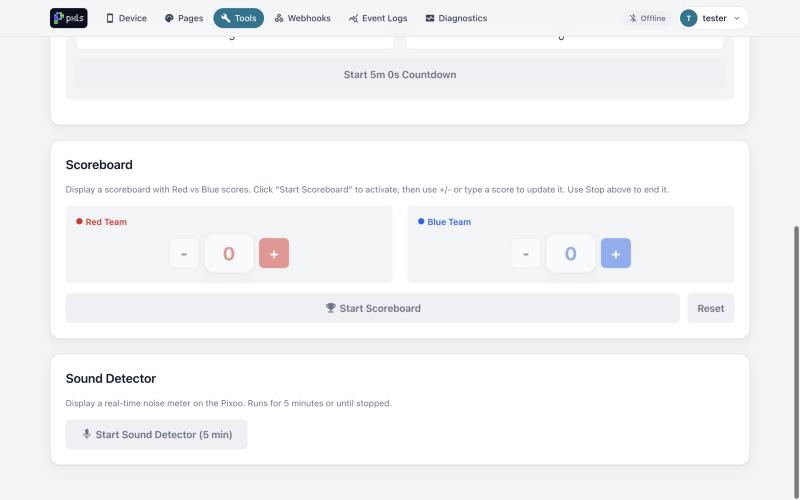 pxls
Device
Pages
Tools
Webhooks
Event Logs
Diagnostics
Offline
T
tester
Start 5m 0s Countdown
Scoreboard
Display a scoreboard with Red vs Blue scores. Click "Start Scoreboard" to activate, then use +/- or type a score to update it. Use Stop above to end it.
Red Team
Blue Team
- 0 +
- 0 +
Start Scoreboard
Reset
Sound Detector
Display a real-time noise meter on the Pixoo. Runs for 5 minutes or until stopped.
Start Sound Detector (5 min)